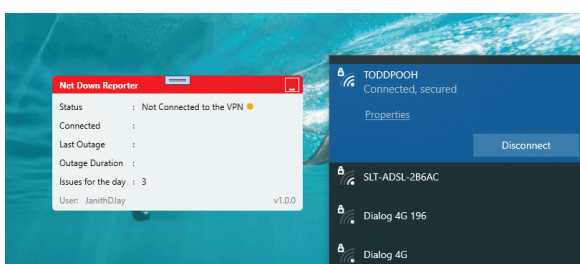 Net Down Reporter
Status : Not Connected to the VPN
Connected :
Last Outage :
Outage Duration :
Issues for the day : 3
User: JanithDJay v1.0.0
TODDPOOH
Connected, secured
Properties
Disconnect
SLT-ADSL-2B6AC
Dialog 4G 196
Dialog 4G